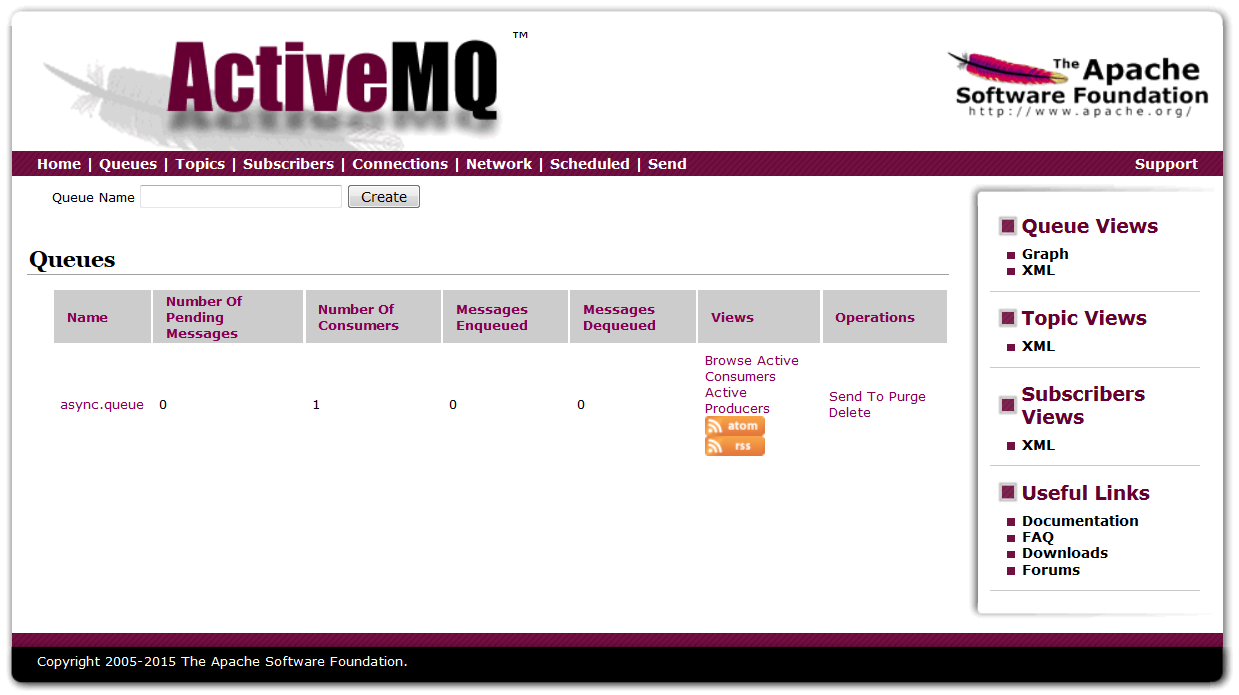 ActiveMQ ™
The Apache
Software Foundation
http://www.apache.org/
Home | Queues | Topics | Subscribers | Connections | Network | Scheduled | Send
Support
Queue Name
Create
Queues
Name
Number Of
Pending
Messages
Number Of
Consumers
Messages
Enqueued
Messages
Dequeued
Views
Operations
async.queue
0
1
0
0
Browse Active
Consumers
Active
Producers
atom
rss
Send To Purge
Delete
Queue Views
Graph
XML
Topic Views
XML
Subscribers
Views
XML
Useful Links
Documentation
FAQ
Downloads
Forums
Copyright 2005-2015 The Apache Software Foundation.